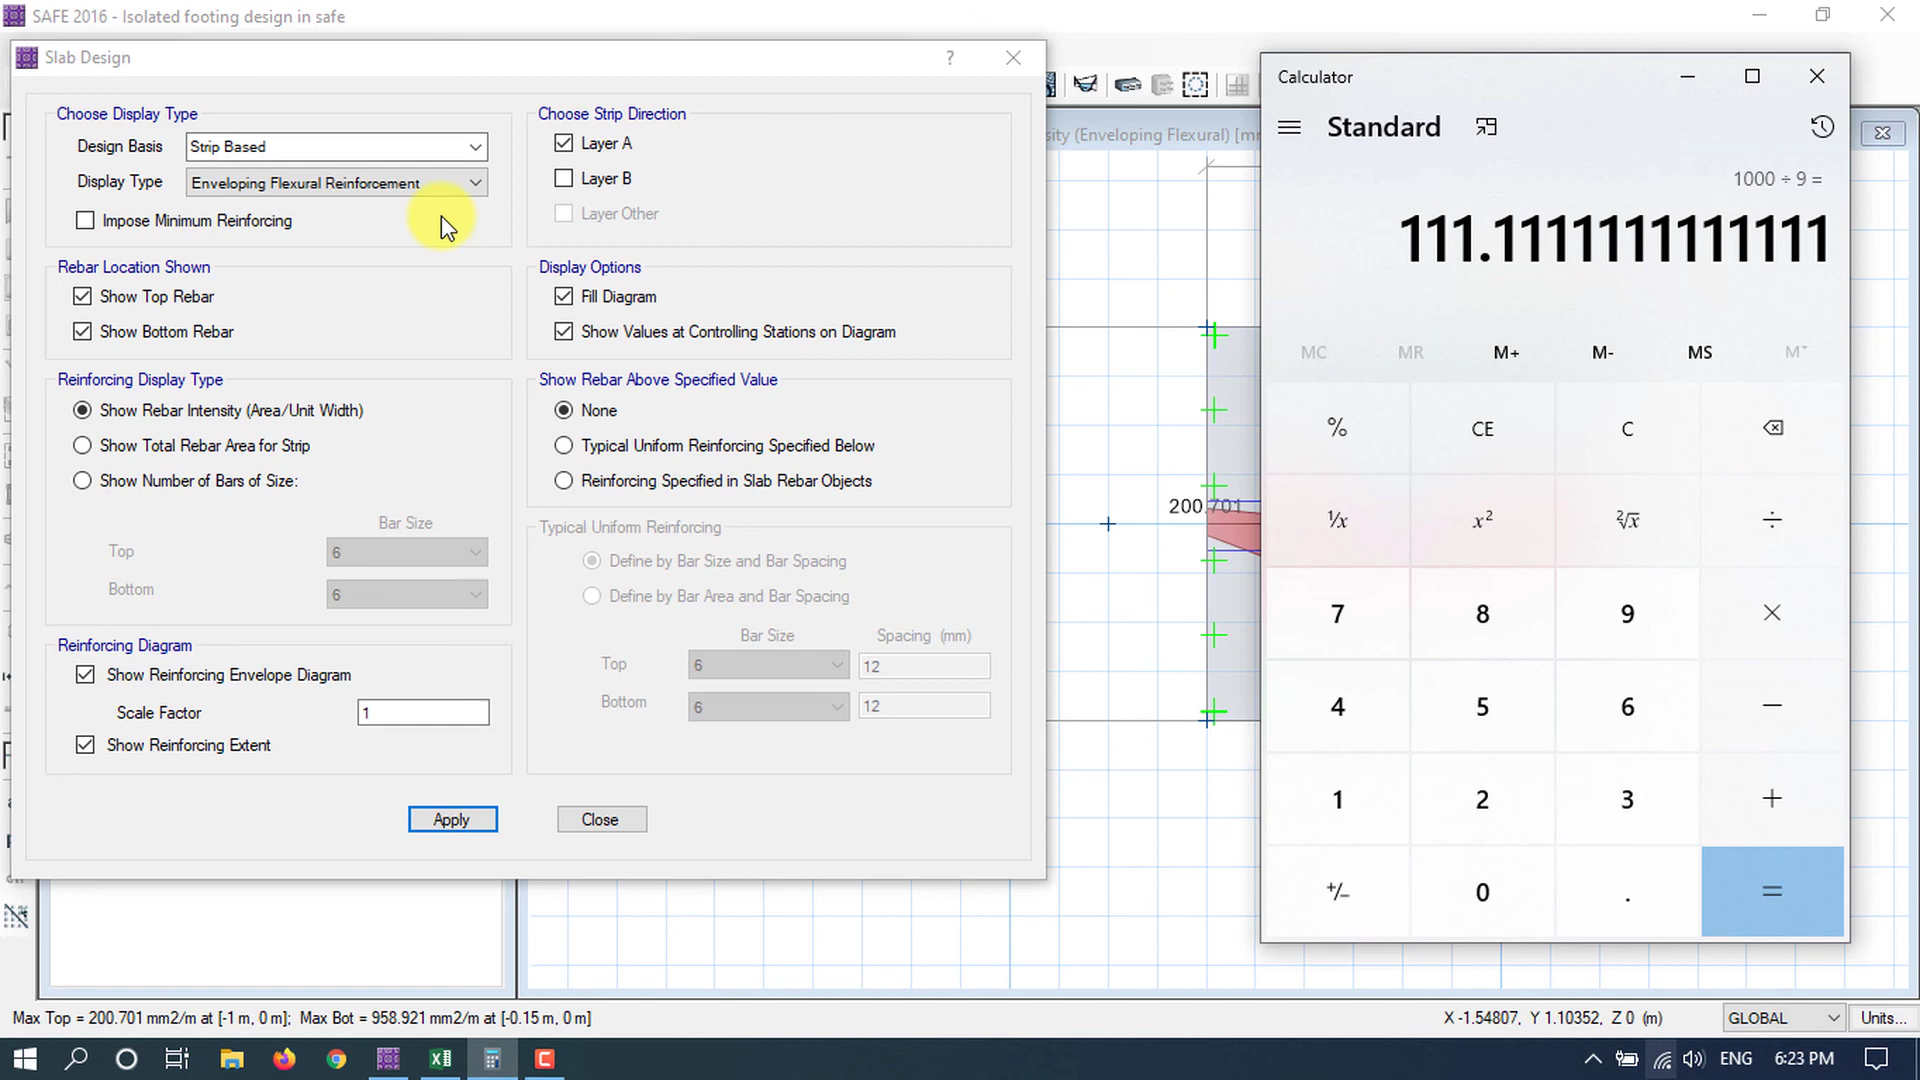 SAFE 2016 - Isolated footing design in safe
Slab Design
?
Choose Display Type
Design Basis
Strip Based
Display Type
Enveloping Flexural Reinforcement
Impose Minimum Reinforcing
Choose Strip Direction
Layer A
Layer B
Layer Other
Rebar Location Shown
Show Top Rebar
Show Bottom Rebar
Display Options
Fill Diagram
Show Values at Controlling Stations on Diagram
Reinforcing Display Type
Show Rebar Intensity (Area/Unit Width)
Show Total Rebar Area for Strip
Show Number of Bars of Size:
Bar Size
Top
6
Bottom
6
Show Rebar Above Specified Value
None
Typical Uniform Reinforcing Specified Below
Reinforcing Specified in Slab Rebar Objects
Typical Uniform Reinforcing
Define by Bar Size and Bar Spacing
Define by Bar Area and Bar Spacing
Bar Size
Spacing (mm)
Top
6
12
Bottom
6
12
Reinforcing Diagram
Show Reinforcing Envelope Diagram
Scale Factor
1
Show Reinforcing Extent
Apply
Close
sity (Enveloping Flexural) [m
200.701
Calculator
Standard
1000 ÷ 9 =
111.1111111111111
MC MR M+ M- MS M˅
% CE C
¹/x x² ²√x ÷
7 8 9 ×
4 5 6 −
1 2 3 +
+/− 0 . =
Max Top = 200.701 mm2/m at [-1 m, 0 m]; Max Bot = 958.921 mm2/m at [-0.15 m, 0 m]
X -1.54807, Y 1.10352, Z 0 (m)
GLOBAL
Units...
ENG
6:23 PM